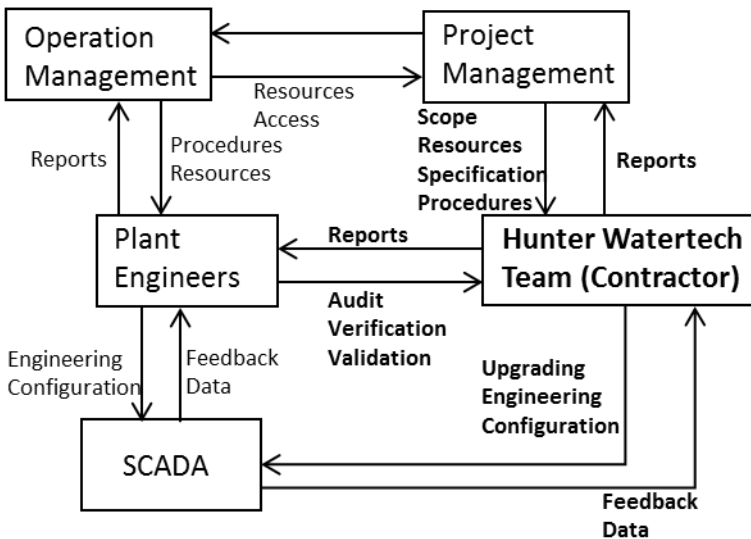 Operation
Management
Project
Management
Resources
Access
Scope
Resources
Specification
Procedures
Reports
Procedures
Resources
Reports
Plant
Engineers
Reports
Hunter Watertech
Team (Contractor)
Audit
Verification
Validation
Engineering
Configuration
Feedback
Data
Upgrading
Engineering
Configuration
SCADA
Feedback
Data